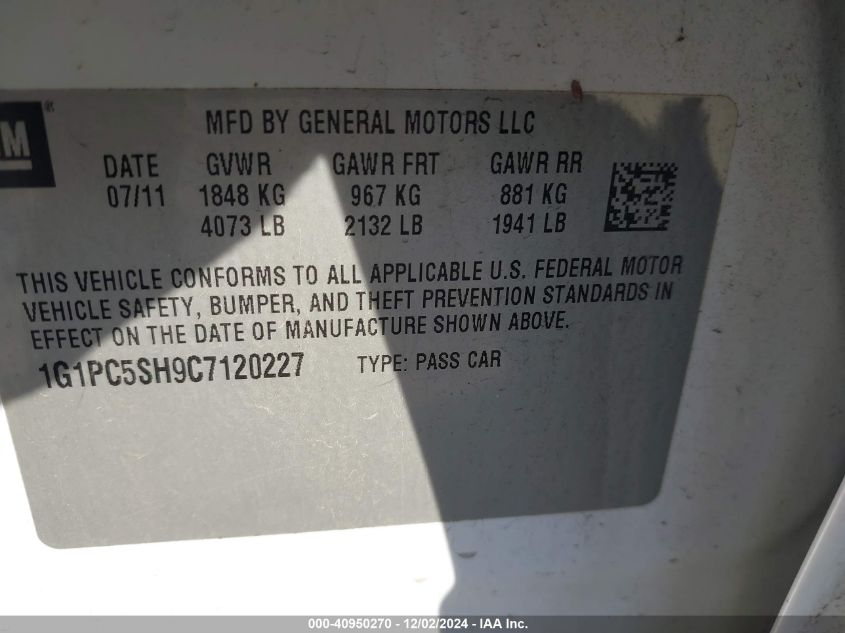 GM ®
MFD BY GENERAL MOTORS LLC
DATE GVWR GAWR FRT GAWR RR
07/11 1848 KG 967 KG 881 KG
4073 LB 2132 LB 1941 LB
THIS VEHICLE CONFORMS TO ALL APPLICABLE U.S. FEDERAL MOTOR
VEHICLE SAFETY, BUMPER, AND THEFT PREVENTION STANDARDS IN
EFFECT ON THE DATE OF MANUFACTURE SHOWN ABOVE.
1G1PC5SH9C7120227 TYPE: PASS CAR
000-40950270 - 12/02/2024 - IAA Inc.